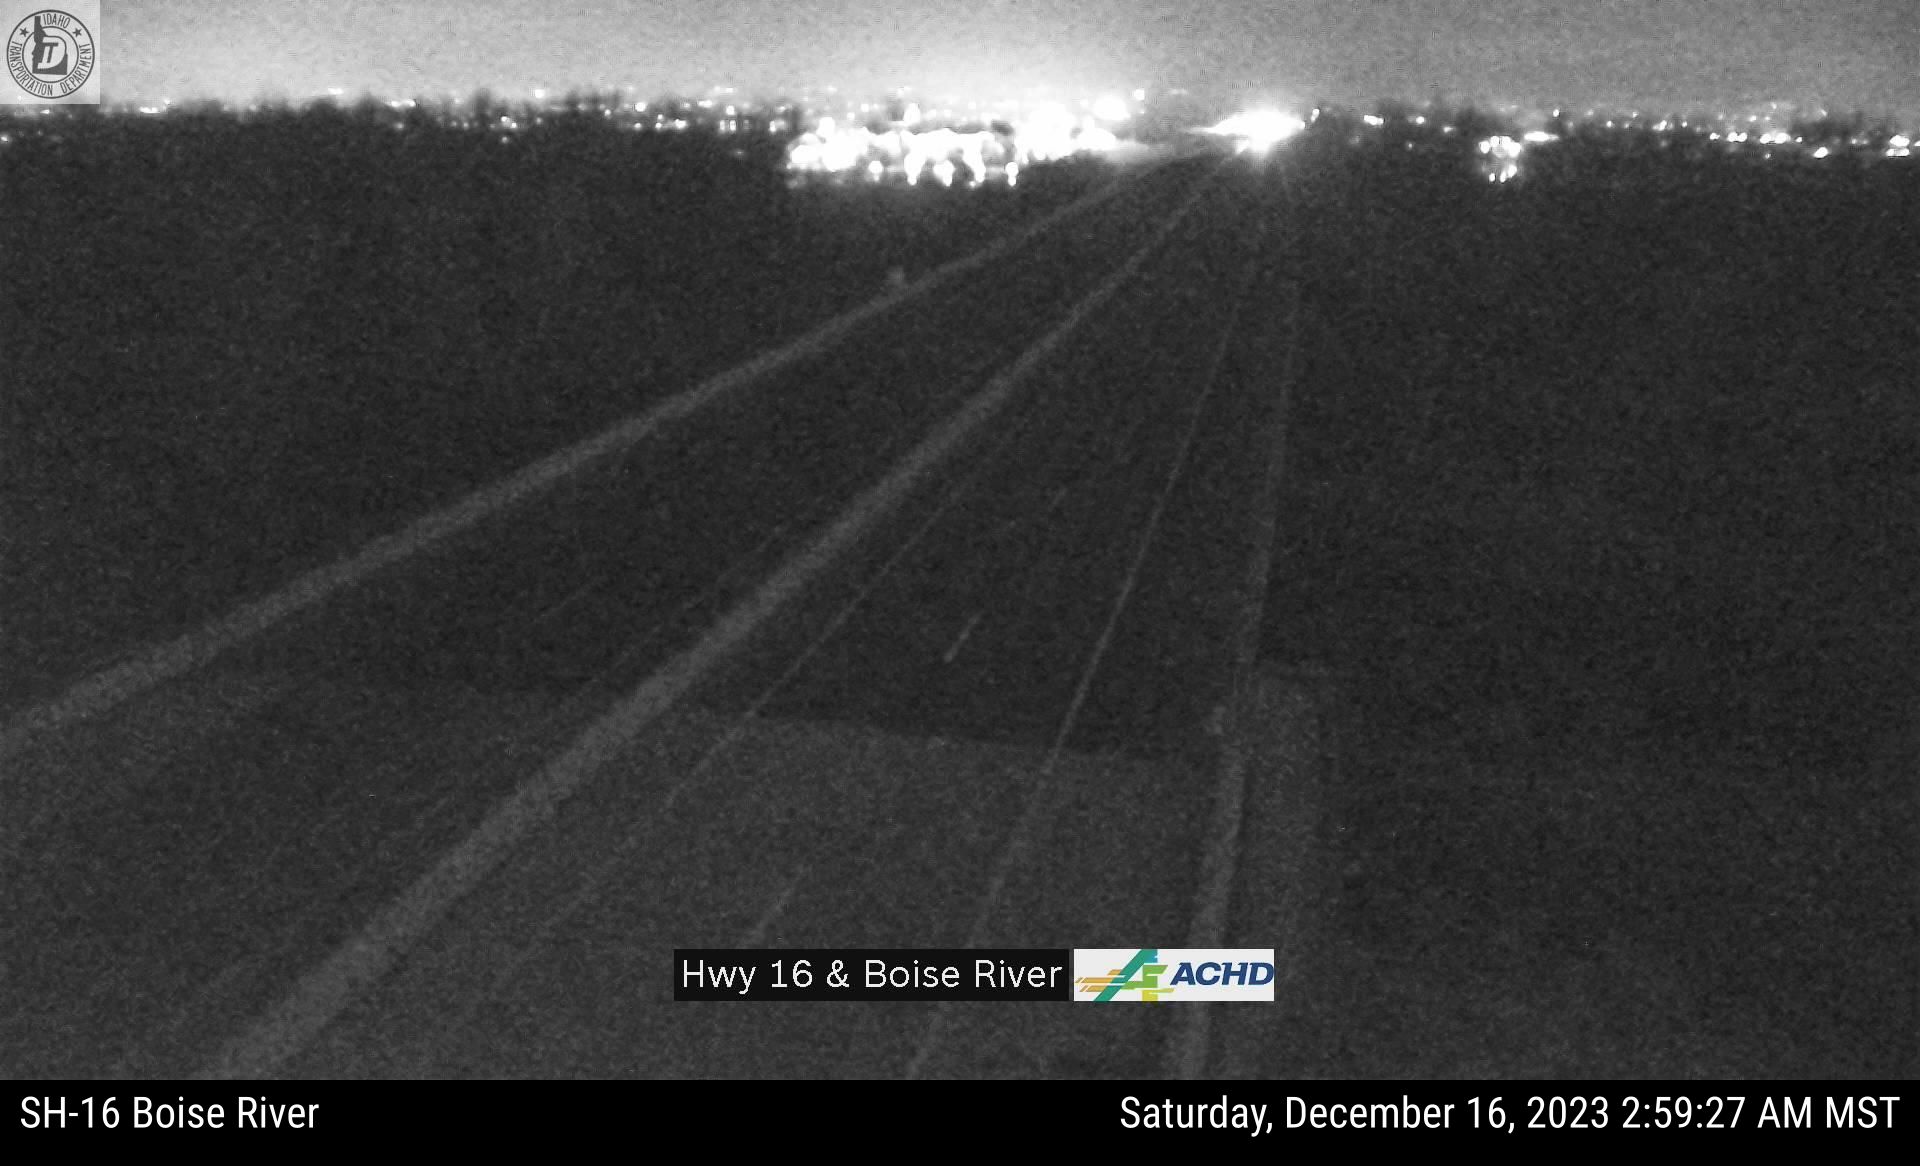 IDAHO
TRANSPORTATION DEPARTMENT
T
Hwy 16 & Boise River
ACHD
SH-16 Boise River
Saturday, December 16, 2023 2:59:27 AM MST